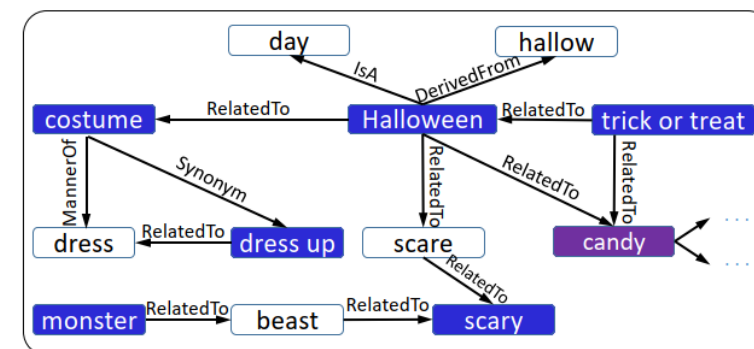 day
hallow
IsA
DerivedFrom
costume
RelatedTo
Halloween
RelatedTo
trick or treat
MannerOf
Synonym
RelatedTo
RelatedTo
RelatedTo
dress
RelatedTo
dress up
scare
candy
...
...
RelatedTo
monster
RelatedTo
beast
RelatedTo
scary